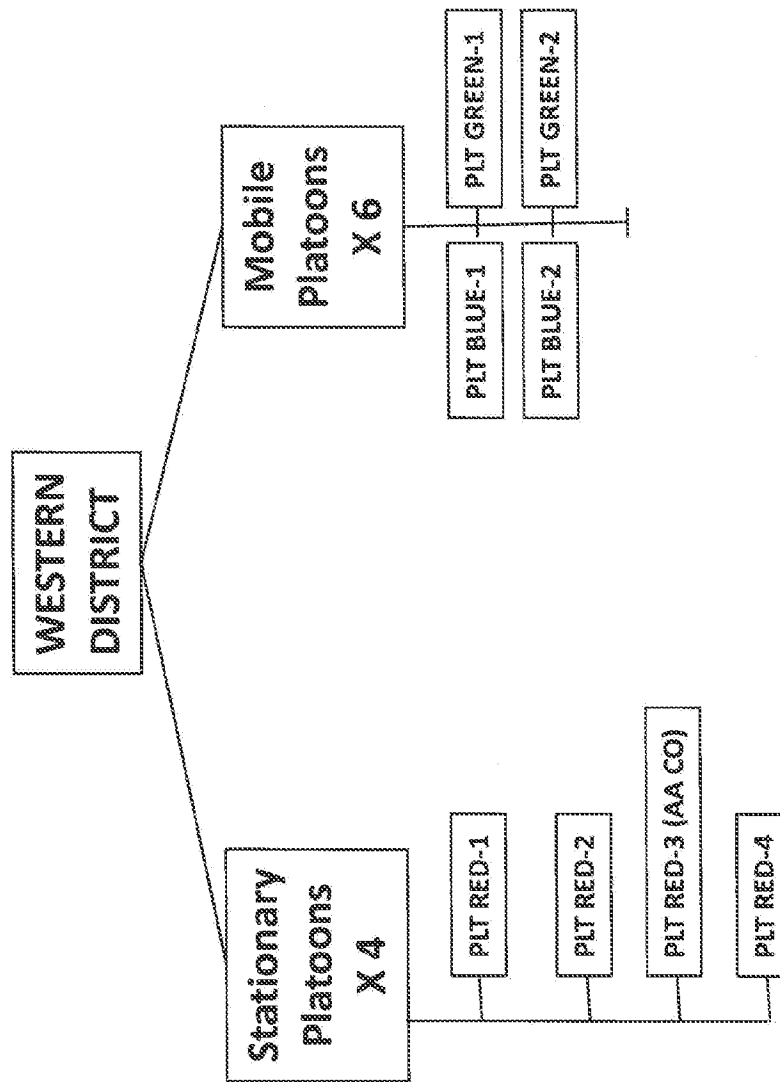 WESTERN
DISTRICT
Stationary
Platoons
X 4
PLT RED-1
PLT RED-2
PLT RED-3 (AA CO)
PLT RED-4
Mobile
Platoons
X 6
PLT BLUE-1
PLT GREEN-1
PLT BLUE-2
PLT GREEN-2